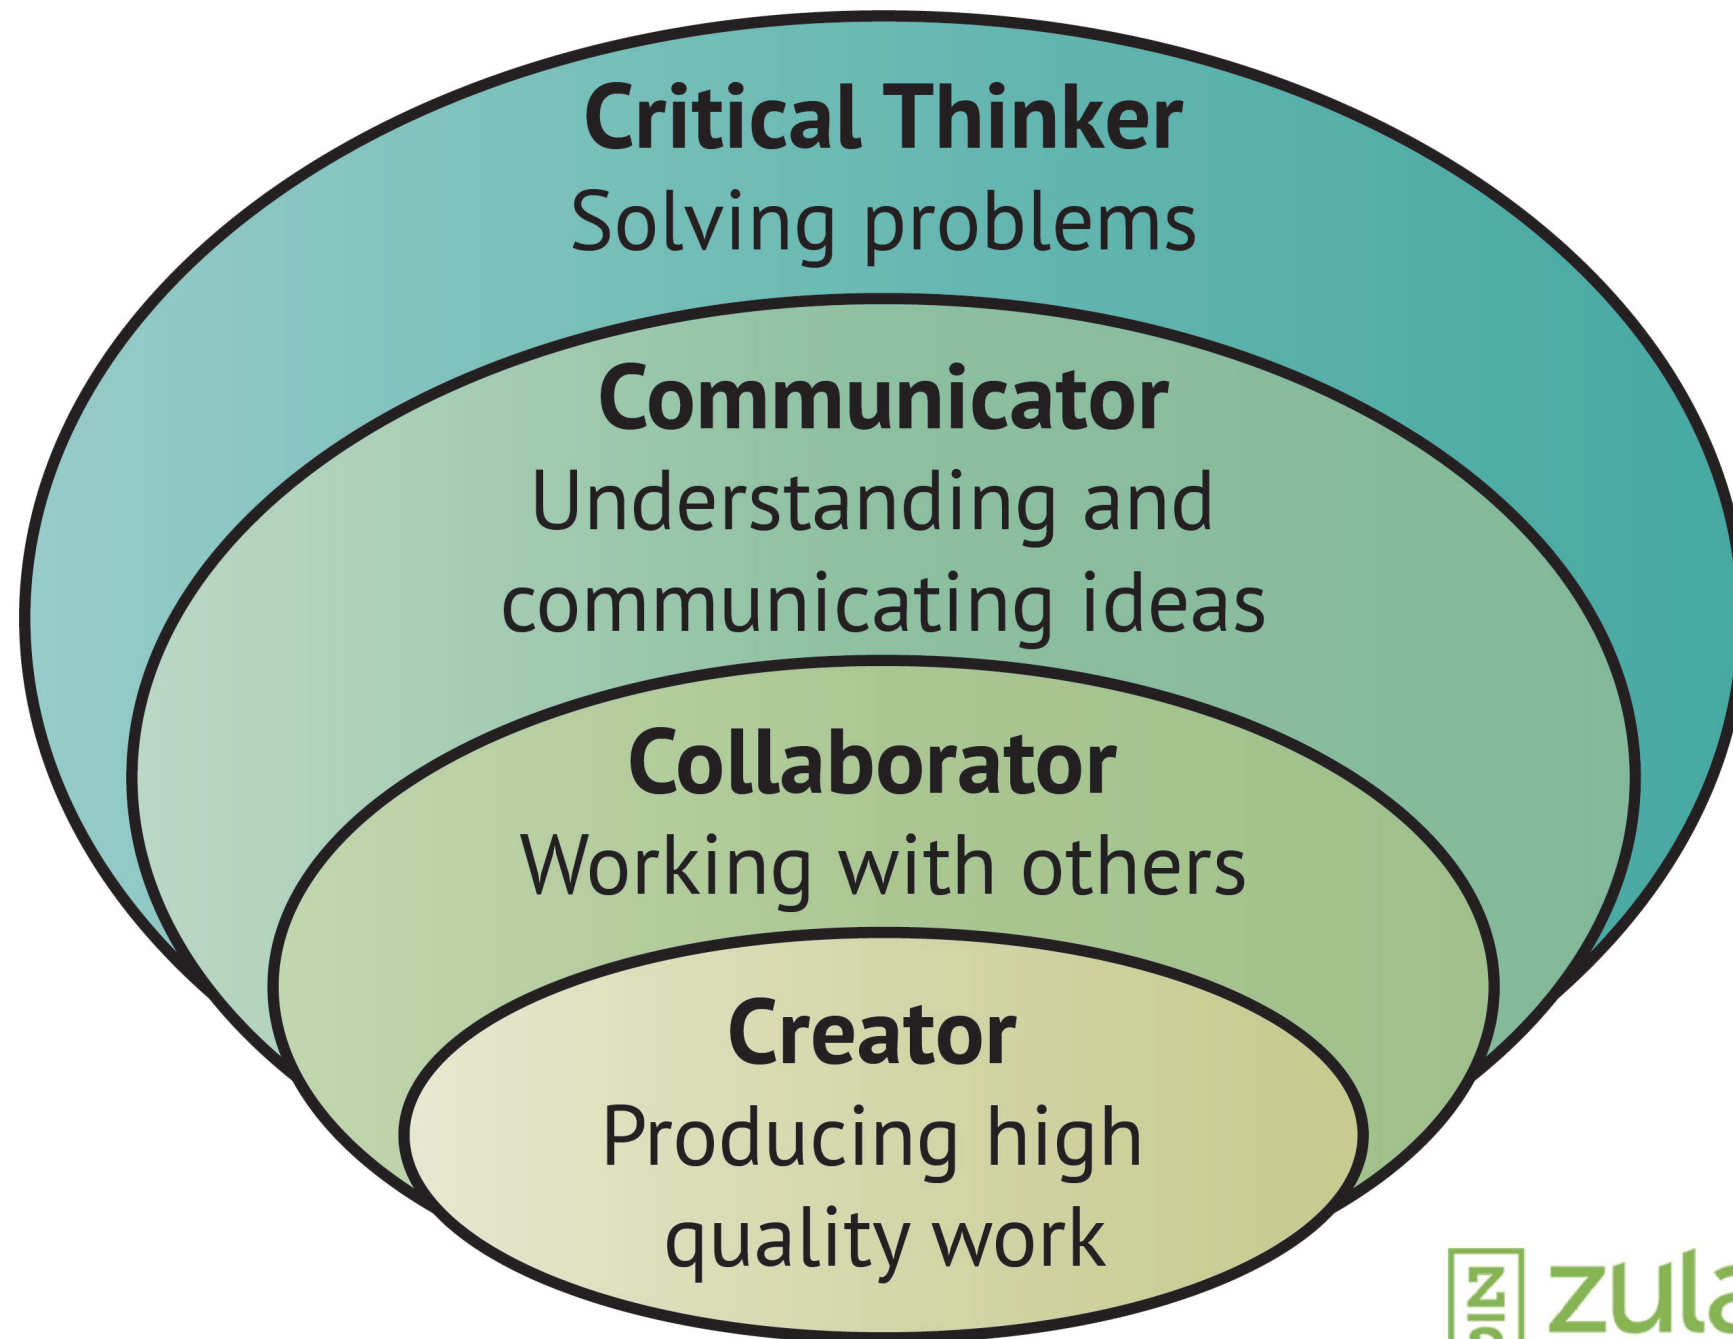 Critical Thinker
Solving problems
Communicator
Understanding and
communicating ideas
Collaborator
Working with others
Creator
Producing high
quality work